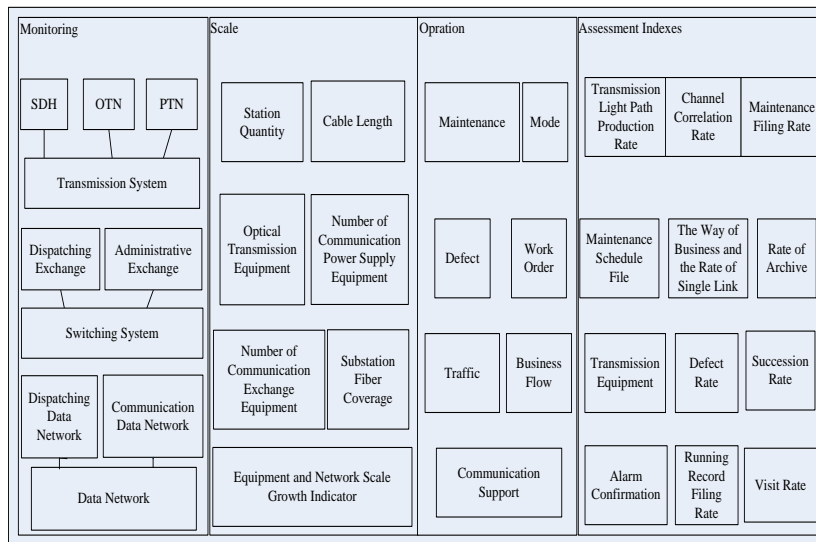 Monitoring
SDH
OTN
PTN
Transmission System
Dispatching
Exchange
Administrative
Exchange
Switching System
Dispatching
Data
Network
Communication
Data Network
Data Network
Scale
Station
Quantity
Cable Length
Optical
Transmission
Equipment
Number of
Communication
Power Supply
Equipment
Number of
Communication
Exchange
Equipment
Substation
Fiber
Coverage
Equipment and Network Scale
Growth Indicator
Opration
Maintenance
Mode
Defect
Work
Order
Traffic
Business
Flow
Communication
Support
Assessment Indexes
Transmission
Light Path
Production
Rate
Channel
Correlation
Rate
Maintenance
Filing Rate
Maintenance
Schedule
File
The Way of
Business and
the Rate of
Single Link
Rate of
Archive
Transmission
Equipment
Defect
Rate
Succession
Rate
Alarm
Confirmation
Running
Record
Filing
Rate
Visit Rate